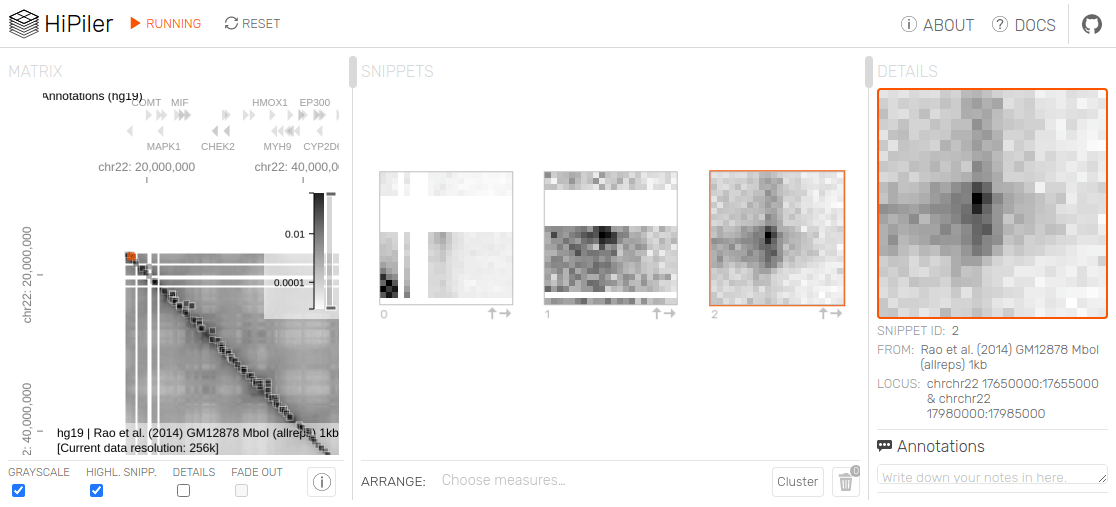 HiPiler
RUNNING
RESET
ABOUT
DOCS
MATRIX
Annotations (hg19)
COMT MIF HMOX1 EP300
MAPK1 CHEK2 MYH9 CYP2D6
chr22: 20,000,000 chr22: 40,000,0
0.01
0.0001
chr22: 20,000,000
2: 40,000,000
hg19 | Rao et al. (2014) GM12878 MboI (allreps) 1kb
[Current data resolution: 256k]
GRAYSCALE
HIGHL. SNIPP.
DETAILS
FADE OUT
SNIPPETS
0
1
2
ARRANGE: Choose measures...
Cluster
0
DETAILS
SNIPPET ID: 2
FROM: Rao et al. (2014) GM12878 MboI
(allreps) 1kb
LOCUS: chrchr22 17650000:17655000
& chrchr22
17980000:17985000
Annotations
Write down your notes in here.